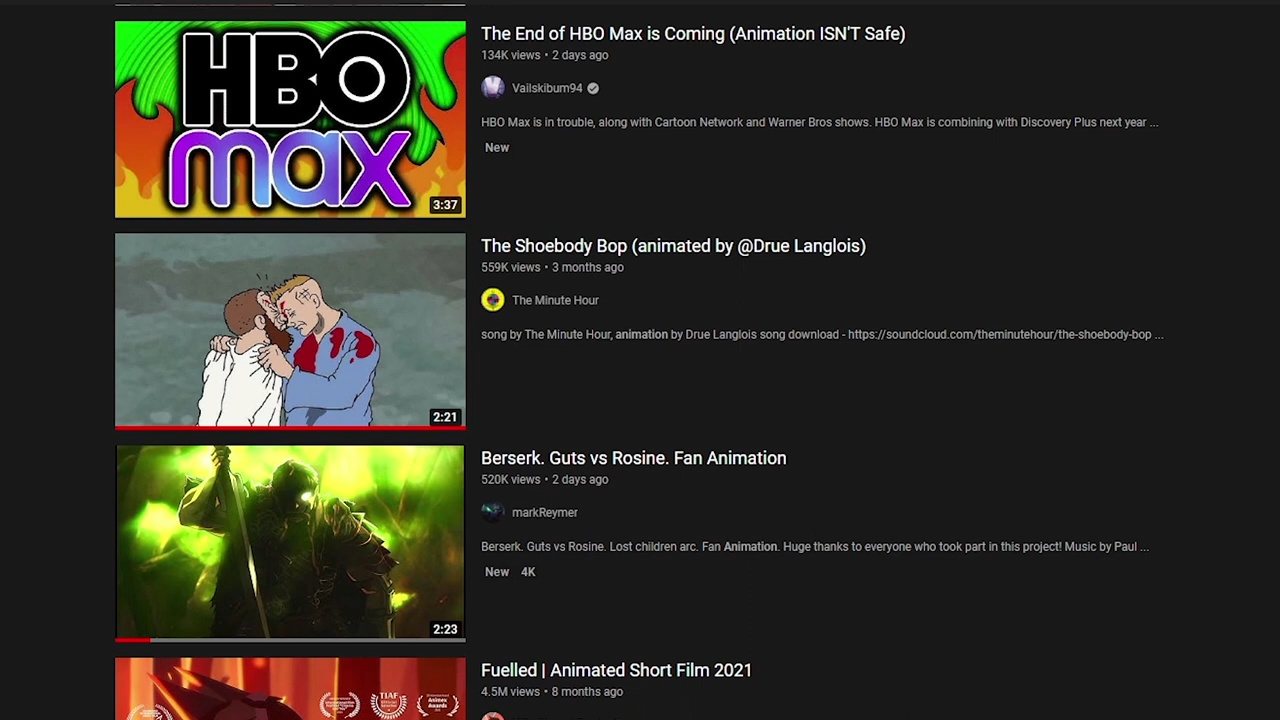 HBO
max
3:37
The End of HBO Max is Coming (Animation ISN'T Safe)
134K views • 2 days ago
Vailskibum94
HBO Max is in trouble, along with Cartoon Network and Warner Bros shows. HBO Max is combining with Discovery Plus next year ...
New
2:21
The Shoebody Bop (animated by @Drue Langlois)
559K views • 3 months ago
The Minute Hour
song by The Minute Hour, animation by Drue Langlois song download - https://soundcloud.com/theminutehour/the-shoebody-bop ...
2:23
Berserk. Guts vs Rosine. Fan Animation
520K views • 2 days ago
markReymer
Berserk. Guts vs Rosine. Lost children arc. Fan Animation. Huge thanks to everyone who took part in this project! Music by Paul ...
New 4K
TIAF
Animex
Awards
Fuelled | Animated Short Film 2021
4.5M views • 8 months ago